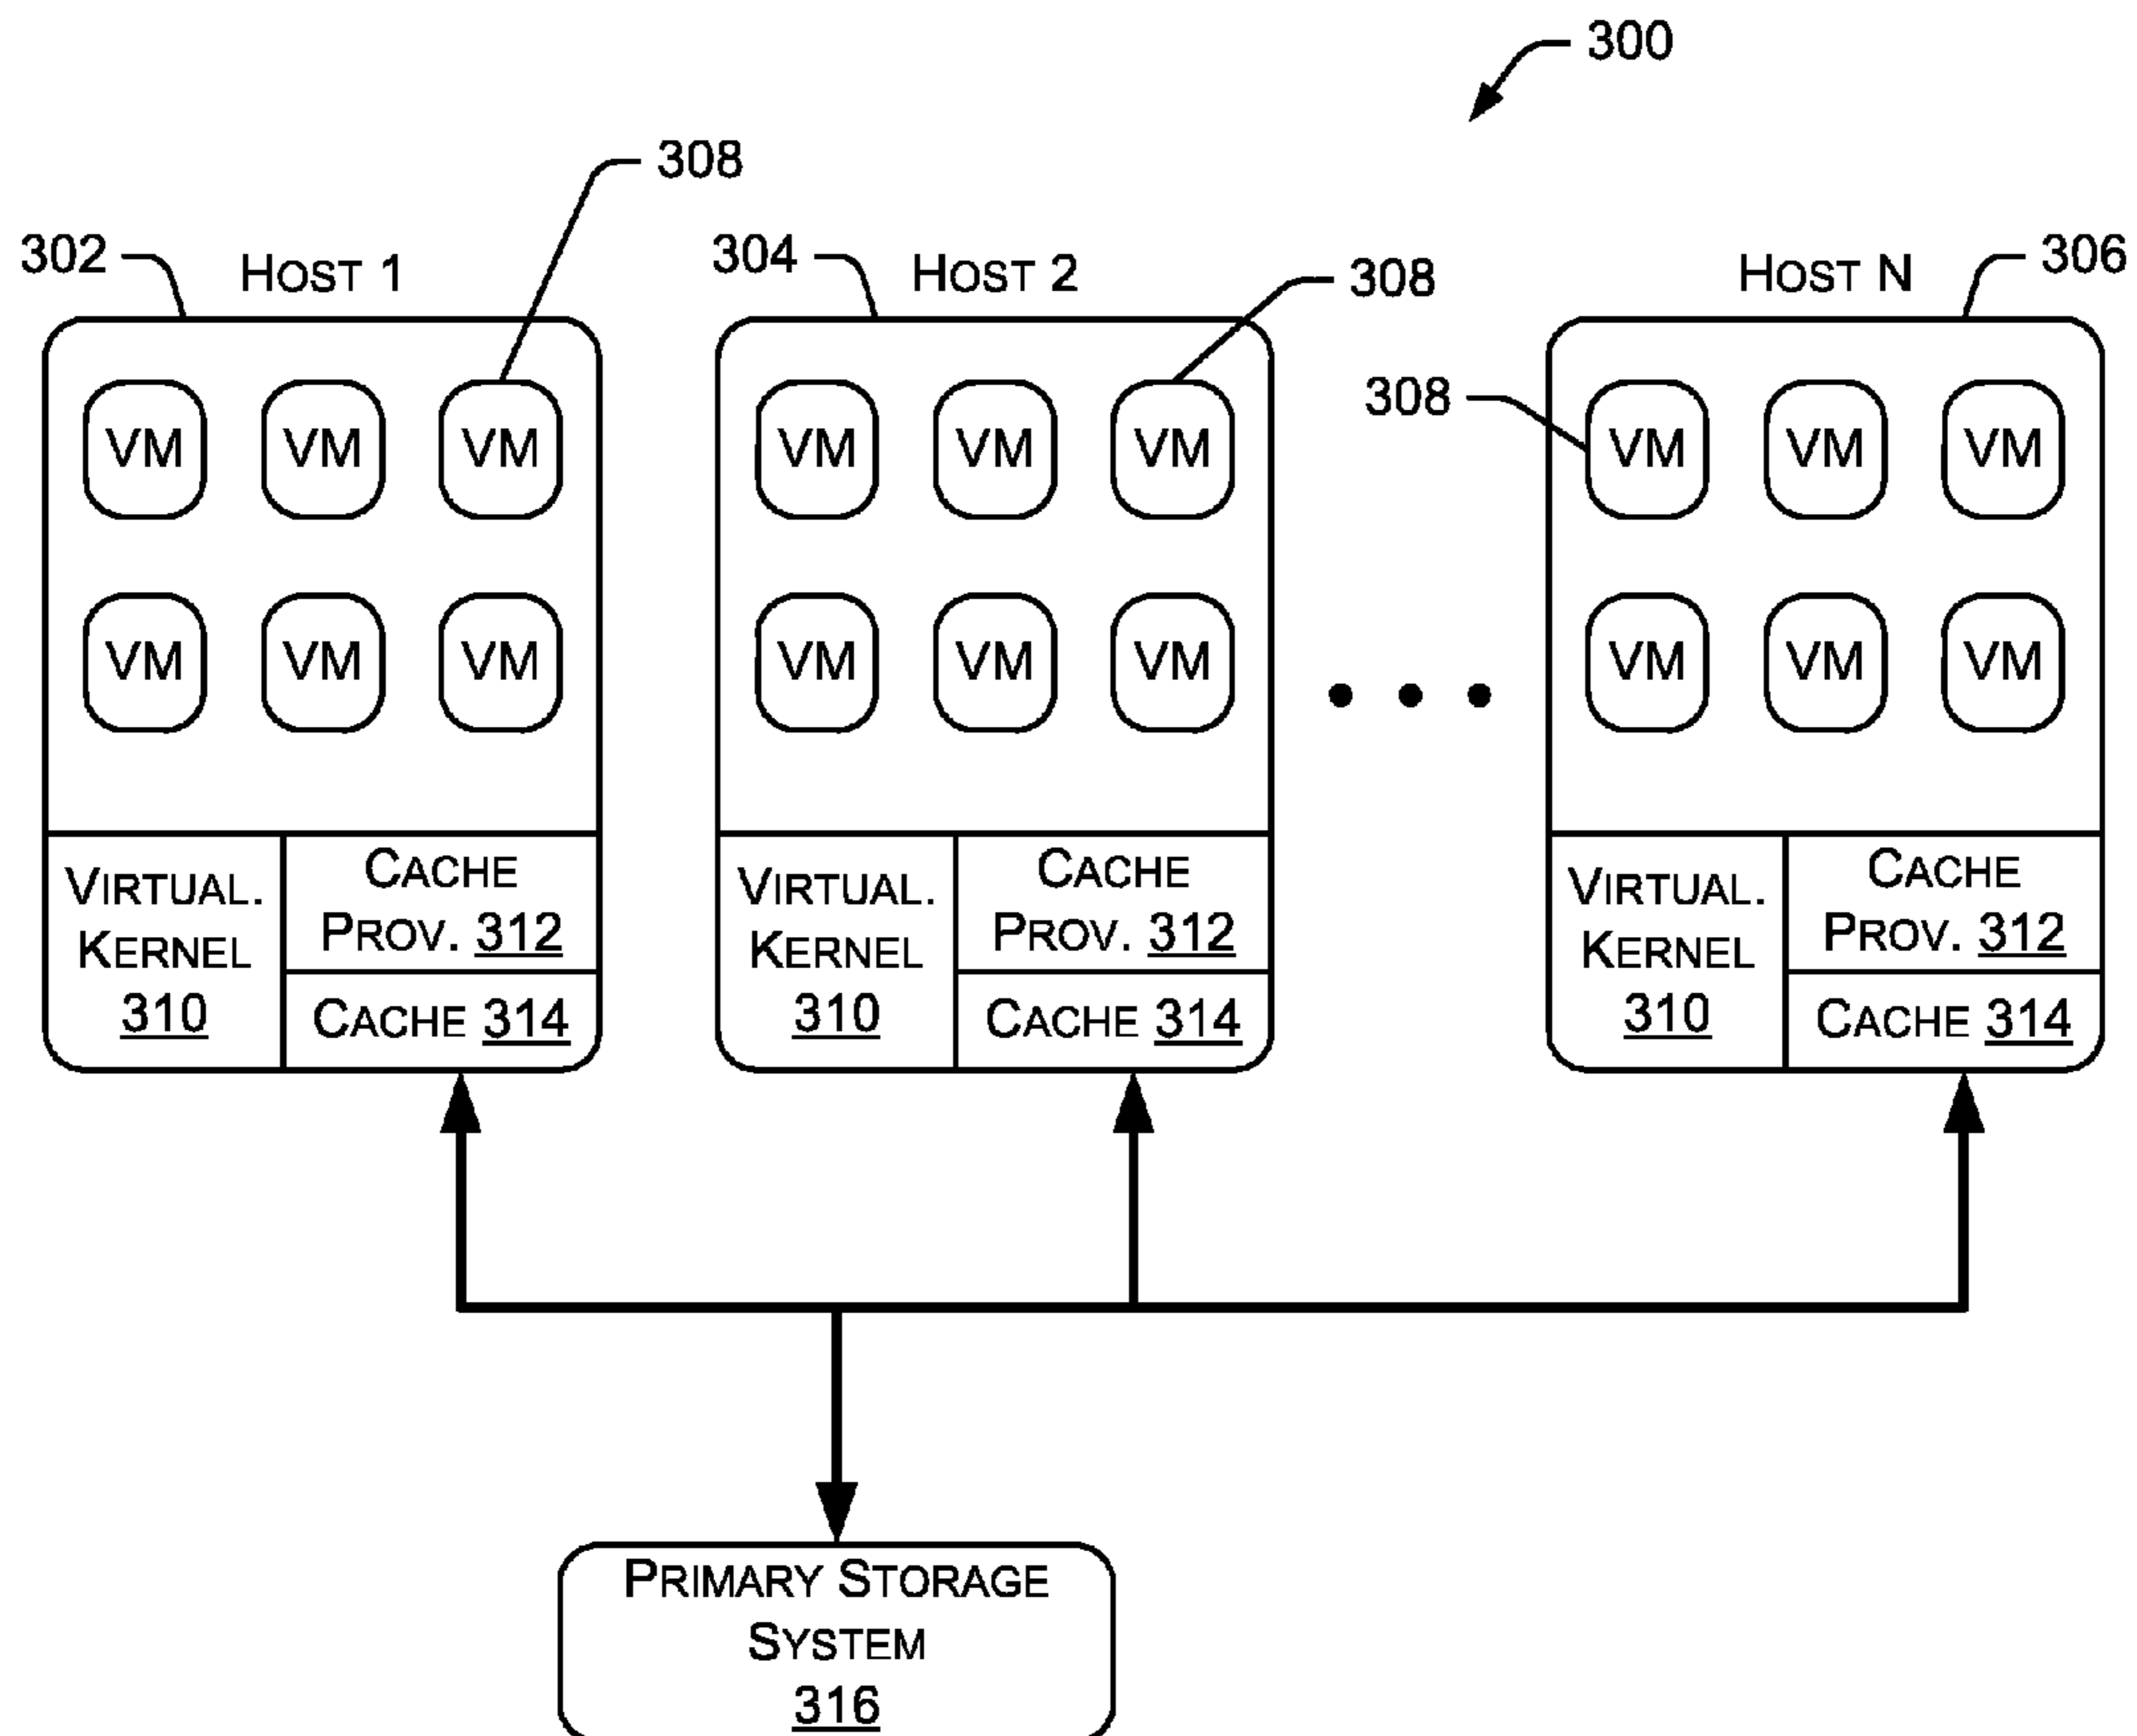 300
308
302
HOST 1
304
HOST 2
308
HOST N
306
308
VM VM VM
VM VM VM
VM VM VM
VM VM VM
VM VM VM
VM VM VM
VIRTUAL.
KERNEL
310
CACHE
PROV. 312
CACHE 314
VIRTUAL.
KERNEL
310
CACHE
PROV. 312
CACHE 314
VIRTUAL.
KERNEL
310
CACHE
PROV. 312
CACHE 314
PRIMARY STORAGE
SYSTEM
316